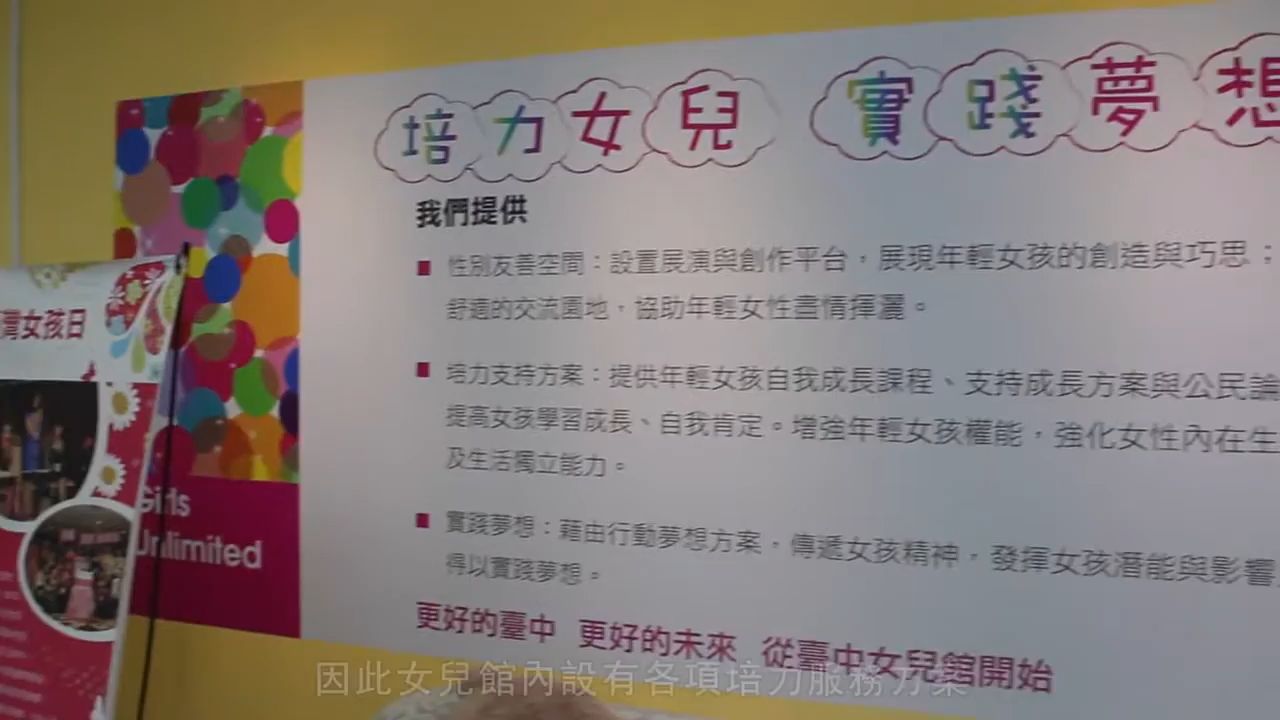 培力女兒 實踐夢想
我們提供
■ 性別友善空間：設置展演與創作平台，展現年輕女孩的創造與巧思；
舒適的交流園地，協助年輕女性盡情揮灑。
■ 培力支持方案：提供年輕女孩自我成長課程、支持成長方案與公民論
提高女孩學習成長、自我肯定。增強年輕女孩權能，強化女性內在生
及生活獨立能力。
■ 實踐夢想：藉由行動夢想方案，傳遞女孩精神，發揮女孩潛能與影響
得以實踐夢想。
更好的臺中 更好的未來 從臺中女兒館開始
灣女孩日
Girls
Unlimited
因此女兒館內設有各項培力服務方案